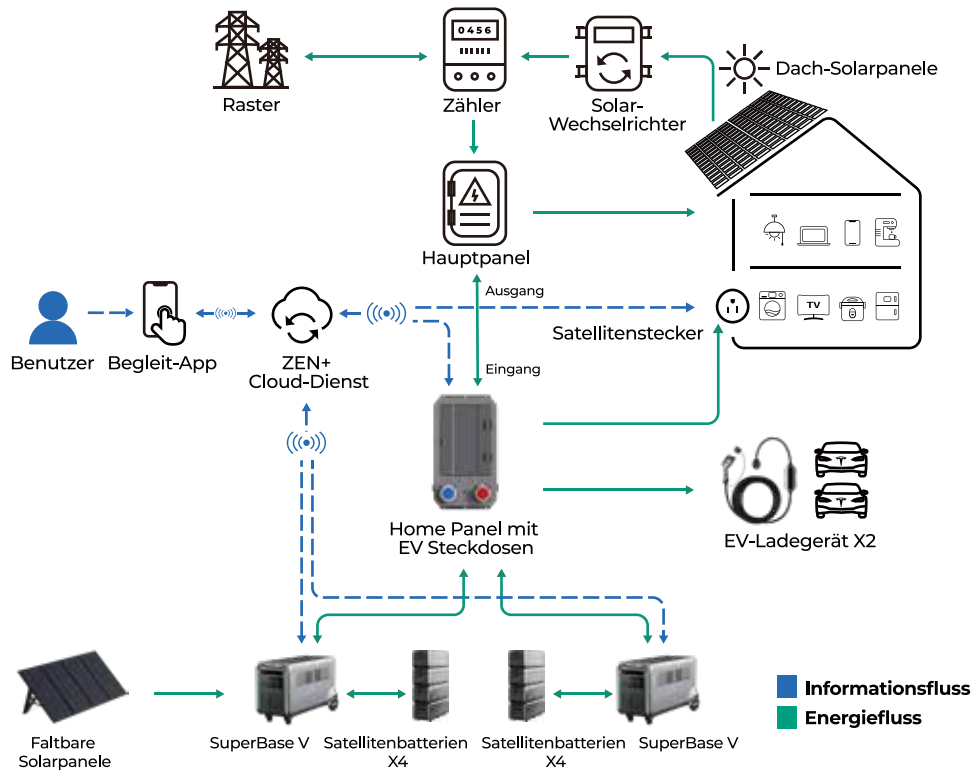 0456
Raster
Zähler
Solar-
Wechselrichter
Dach-Solarpanele
Hauptpanel
Ausgang
TV
Satellitenstecker
Benutzer
Begleit-App
ZEN+
Cloud-Dienst
Eingang
Home Panel mit
EV Steckdosen
EV-Ladegerät X2
Faltbare
Solarpanele
SuperBase V
Satellitenbatterien
X4
Satellitenbatterien
X4
SuperBase V
Informationsfluss
Energiefluss